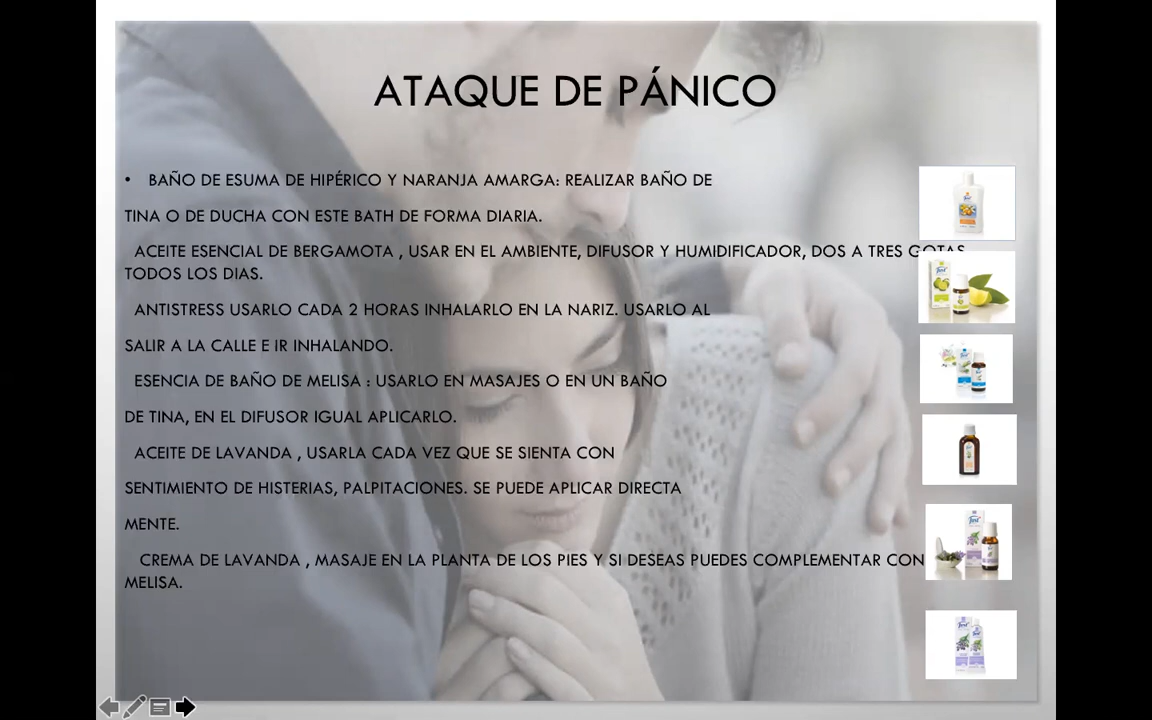 ATAQUE DE PÁNICO
• BAÑO DE ESUMA DE HIPÉRICO Y NARANJA AMARGA: REALIZAR BAÑO DE
TINA O DE DUCHA CON ESTE BATH DE FORMA DIARIA.
ACEITE ESENCIAL DE BERGAMOTA , USAR EN EL AMBIENTE, DIFUSOR Y HUMIDIFICADOR, DOS A TRES GOTAS
TODOS LOS DIAS.
ANTISTRESS USARLO CADA 2 HORAS INHALARLO EN LA NARIZ. USARLO AL
SALIR A LA CALLE E IR INHALANDO.
ESENCIA DE BAÑO DE MELISA : USARLO EN MASAJES O EN UN BAÑO
DE TINA, EN EL DIFUSOR IGUAL APLICARLO.
ACEITE DE LAVANDA , USARLA CADA VEZ QUE SE SIENTA CON
SENTIMIENTO DE HISTERIAS, PALPITACIONES. SE PUEDE APLICAR DIRECTA
MENTE.
CREMA DE LAVANDA , MASAJE EN LA PLANTA DE LOS PIES Y SI DESEAS PUEDES COMPLEMENTAR CON
MELISA.